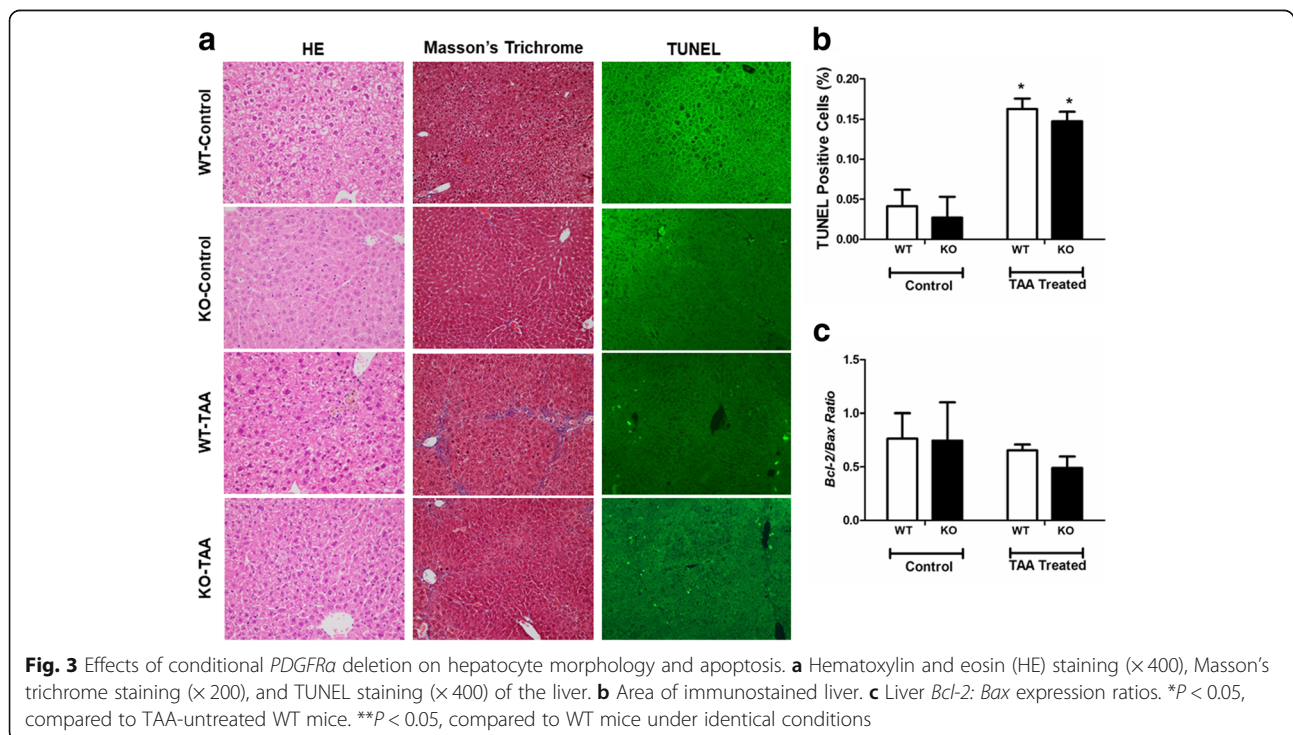 a
HE
Masson's Trichrome
TUNEL
WT-Control
KO-Control
WT-TAA
KO-TAA
b
TUNEL Positive Cells (%)
0.20
0.15
0.10
0.05
0.00
*
*
WT
KO
WT
KO
Control
TAA Treated
c
Bcl-2/Bax Ratio
1.5
1.0
0.5
0.0
WT
KO
WT
KO
Control
TAA Treated
Fig. 3 Effects of conditional PDGFRα deletion on hepatocyte morphology and apoptosis. a Hematoxylin and eosin (HE) staining (× 400), Masson's
trichrome staining (× 200), and TUNEL staining (× 400) of the liver. b Area of immunostained liver. c Liver Bcl-2: Bax expression ratios. *P < 0.05,
compared to TAA-untreated WT mice. **P < 0.05, compared to WT mice under identical conditions